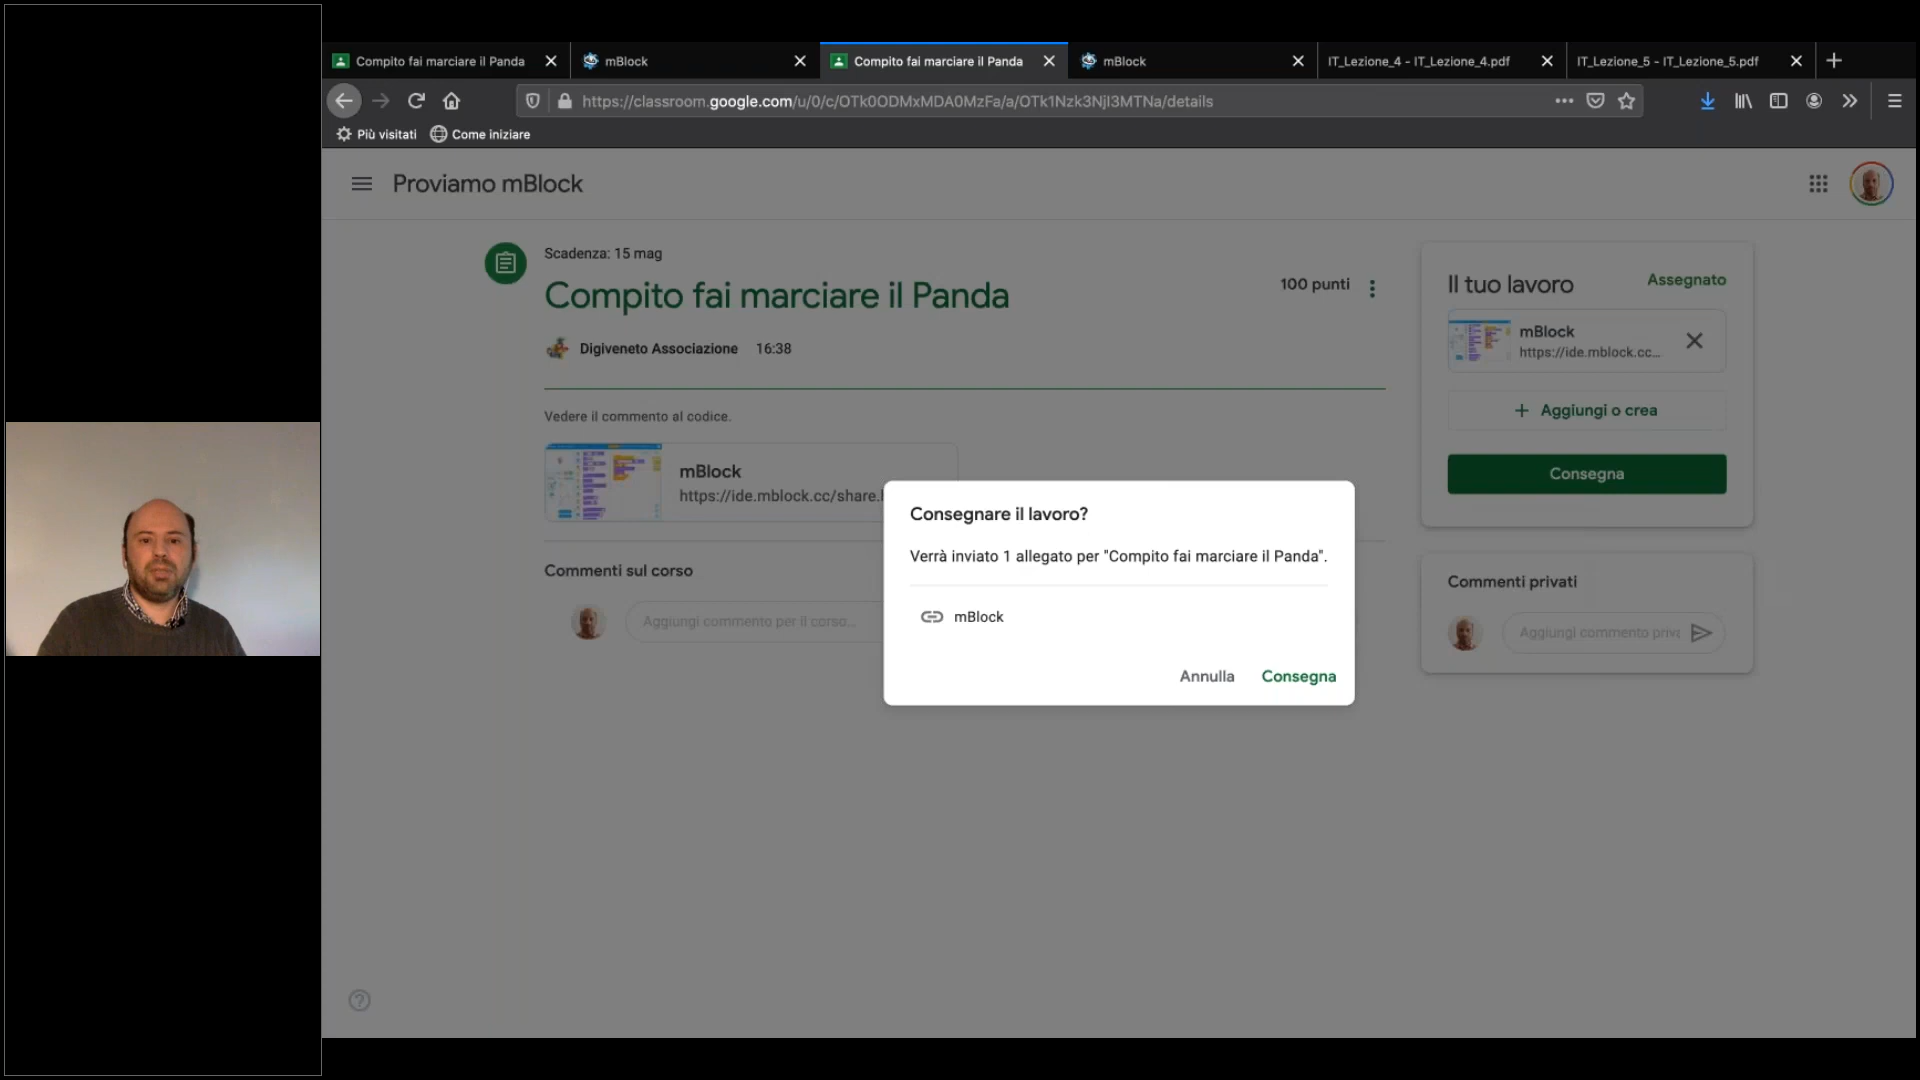 Compito fai marciare il Panda
mBlock
Compito fai marciare il Panda
mBlock
IT_Lezione_4 - IT_Lezione_4.pdf
IT_Lezione_5 - IT_Lezione_5.pdf
https://classroom.google.com/u/0/c/OTk0ODMxMDA0MzFa/a/OTk1Nzk3NjI3MTNa/details
Più visitati
Come iniziare
Proviamo mBlock
Scadenza: 15 mag
Compito fai marciare il Panda
100 punti
Digiveneto Associazione 16:38
Vedere il commento al codice.
mBlock
https://ide.mblock.cc/share.
Commenti sul corso
Aggiungi commento per il corso...
Il tuo lavoro
Assegnato
mBlock
https://ide.mblock.cc...
+ Aggiungi o crea
Consegna
Commenti privati
Aggiungi commento priv
Consegnare il lavoro?
Verrà inviato 1 allegato per "Compito fai marciare il Panda".
mBlock
Annulla
Consegna